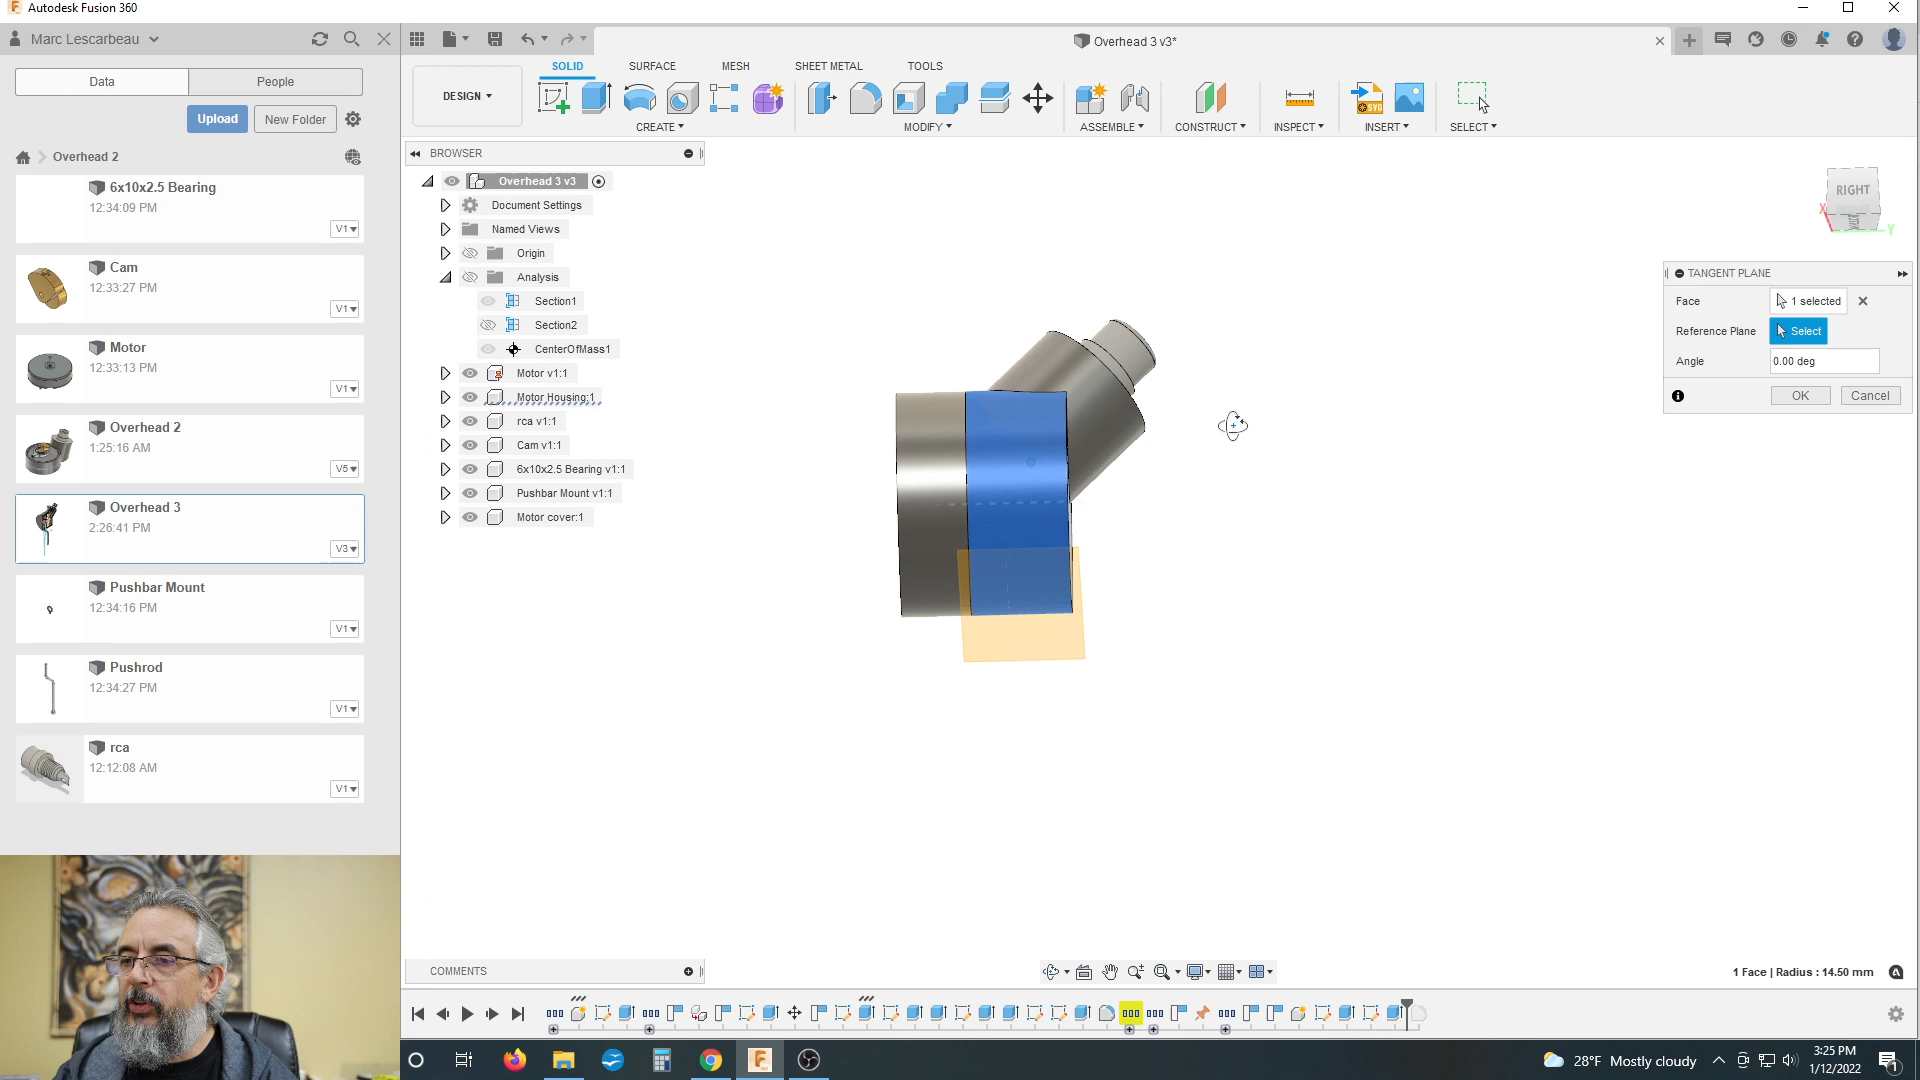 Autodesk Fusion 360
Marc Lescarbeau
Overhead 3 v3*
Data
People
Upload
New Folder
Overhead 2
6x10x2.5 Bearing
12:34:09 PM
V1
Cam
12:33:27 PM
V1
Motor
12:33:13 PM
V1
Overhead 2
1:25:16 AM
V5
Overhead 3
2:26:41 PM
V3
Pushbar Mount
12:34:16 PM
V1
Pushrod
12:34:27 PM
V1
rca
12:12:08 AM
V1
DESIGN
SOLID
SURFACE
MESH
SHEET METAL
TOOLS
CREATE
MODIFY
ASSEMBLE
CONSTRUCT
INSPECT
INSERT
SELECT
SVG
BROWSER
Overhead 3 v3
Document Settings
Named Views
Origin
Analysis
Section1
Section2
CenterOfMass1
Motor v1:1
Motor Housing:1
rca v1:1
Cam v1:1
6x10x2.5 Bearing v1:1
Pushbar Mount v1:1
Motor cover:1
RIGHT
X
Y
TANGENT PLANE
Face
1 selected
Reference Plane
Select
Angle
0.00 deg
OK
Cancel
COMMENTS
1 Face | Radius : 14.50 mm
28°F Mostly cloudy
3:25 PM
1/12/2022
1